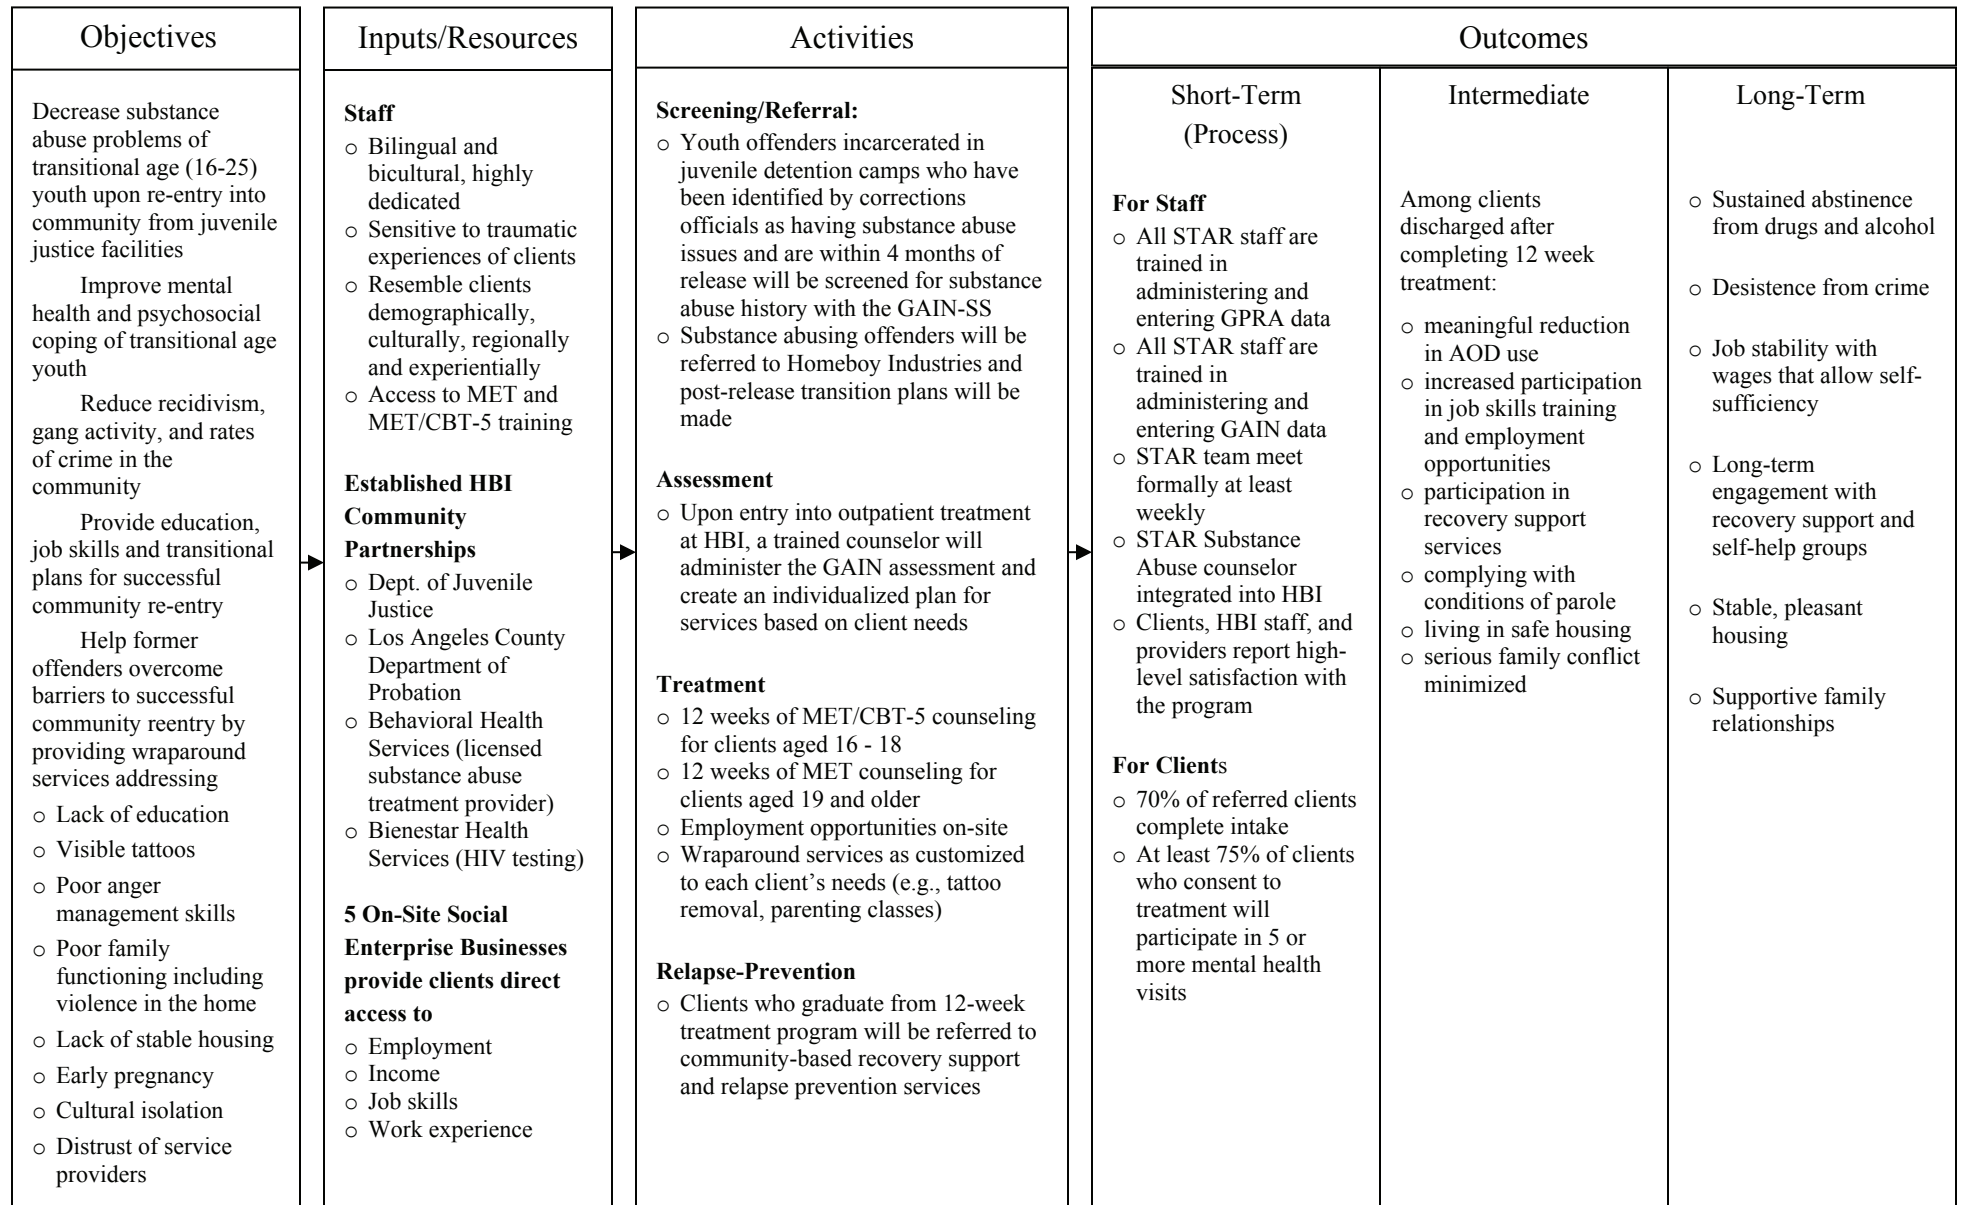 Objectives
Decrease substance
abuse problems of
transitional age (16-25)
youth upon re-entry into
community from juvenile
justice facilities
Improve mental
health and psychosocial
coping of transitional age
youth
Reduce recidivism,
gang activity, and rates
of crime in the
community
Provide education,
job skills and transitional
plans for successful
community re-entry
Help former
offenders overcome
barriers to successful
community reentry by
providing wraparound
services addressing
o Lack of education
o Visible tattoos
o Poor anger
management skills
o Poor family
functioning including
violence in the home
o Lack of stable housing
o Early pregnancy
o Cultural isolation
o Distrust of service
providers
Inputs/Resources
Staff
o Bilingual and
bicultural, highly
dedicated
o Sensitive to traumatic
experiences of clients
o Resemble clients
demographically,
culturally, regionally
and experientially
o Access to MET and
MET/CBT-5 training
Established HBI
Community
Partnerships
o Dept. of Juvenile
Justice
o Los Angeles County
Department of
Probation
o Behavioral Health
Services (licensed
substance abuse
treatment provider)
o Bienestar Health
Services (HIV testing)
5 On-Site Social
Enterprise Businesses
provide clients direct
access to
o Employment
o Income
o Job skills
o Work experience
Activities
Screening/Referral:
o Youth offenders incarcerated in
juvenile detention camps who have
been identified by corrections
officials as having substance abuse
issues and are within 4 months of
release will be screened for substance
abuse history with the GAIN-SS
o Substance abusing offenders will be
referred to Homeboy Industries and
post-release transition plans will be
made
Assessment
o Upon entry into outpatient treatment
at HBI, a trained counselor will
administer the GAIN assessment and
create an individualized plan for
services based on client needs
Treatment
o 12 weeks of MET/CBT-5 counseling
for clients aged 16 - 18
o 12 weeks of MET counseling for
clients aged 19 and older
o Employment opportunities on-site
o Wraparound services as customized
to each client’s needs (e.g., tattoo
removal, parenting classes)
Relapse-Prevention
o Clients who graduate from 12-week
treatment program will be referred to
community-based recovery support
and relapse prevention services
Outcomes
Short-Term
(Process)
For Staff
o All STAR staff are
trained in
administering and
entering GPRA data
o All STAR staff are
trained in
administering and
entering GAIN data
o STAR team meet
formally at least
weekly
o STAR Substance
Abuse counselor
integrated into HBI
o Clients, HBI staff, and
providers report high-
level satisfaction with
the program
For Clients
o 70% of referred clients
complete intake
o At least 75% of clients
who consent to
treatment will
participate in 5 or
more mental health
visits
Intermediate
Among clients
discharged after
completing 12 week
treatment:
o meaningful reduction
in AOD use
o increased participation
in job skills training
and employment
opportunities
o participation in
recovery support
services
o complying with
conditions of parole
o living in safe housing
o serious family conflict
minimized
Long-Term
o Sustained abstinence
from drugs and alcohol
o Desistence from crime
o Job stability with
wages that allow self-
sufficiency
o Long-term
engagement with
recovery support and
self-help groups
o Stable, pleasant
housing
o Supportive family
relationships